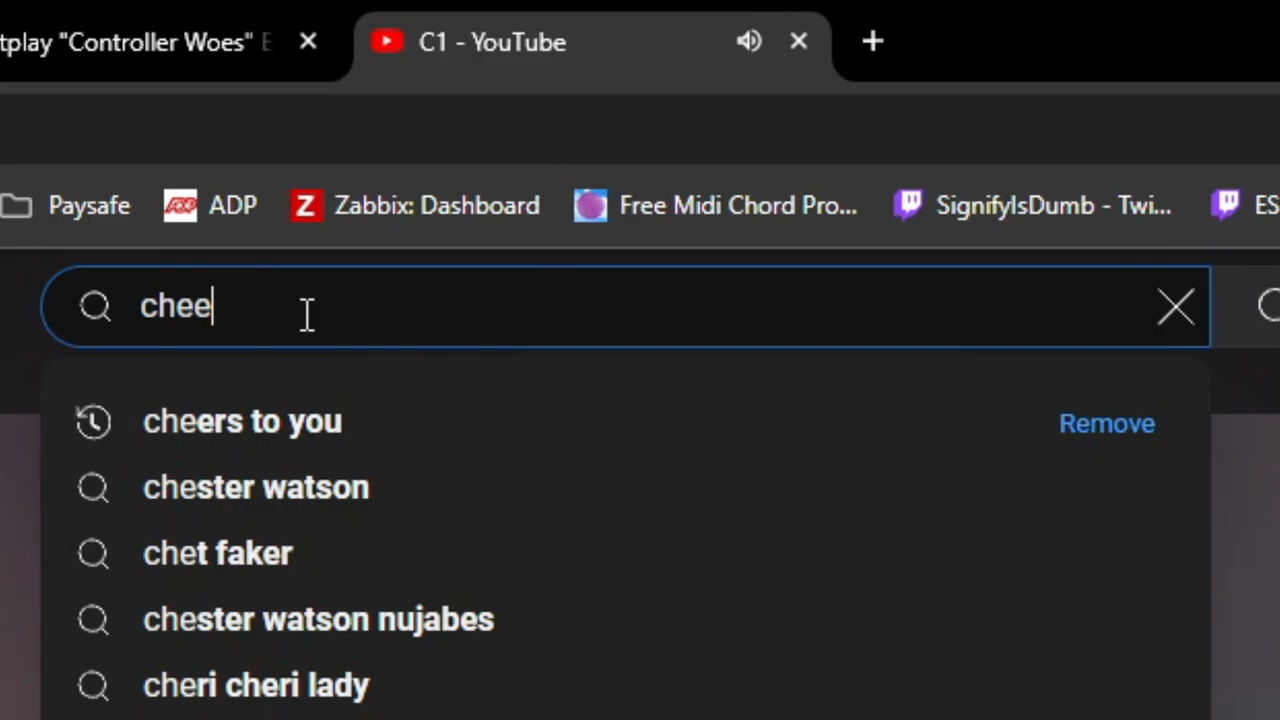 tplay "Controller Woes" E
C1 - YouTube
Paysafe ADP Z Zabbix: Dashboard Free Midi Chord Pro... SignifyIsDumb - Twi... ES
chee
cheers to you Remove
chester watson
chet faker
chester watson nujabes
cheri cheri lady